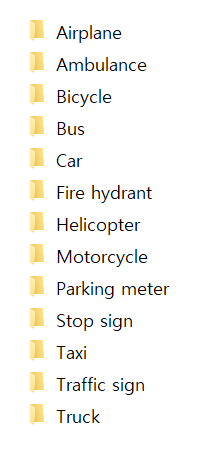 Airplane
Ambulance
Bicycle
Bus
Car
Fire hydrant
Helicopter
Motorcycle
Parking meter
Stop sign
Taxi
Traffic sign
Truck